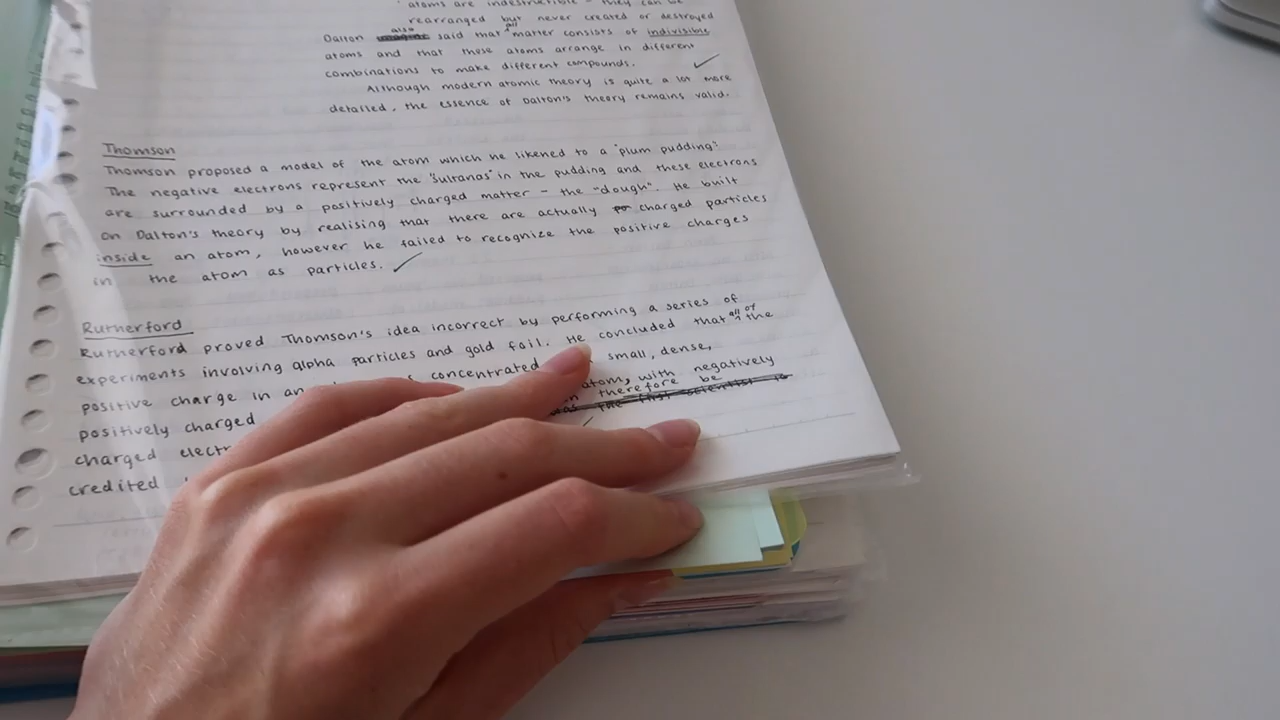 atoms are indestructible - they can be
rearranged but never created or destroyed
Dalton also said that all matter consists of indivisible
atoms and that these atoms arrange in different
combinations to make different compounds.
Although modern atomic theory is quite a lot more
detailed, the essence of Dalton's theory remains valid.
Thomson
Thomson proposed a model of the atom which he likened to a "plum pudding".
The negative electrons represent the "sultanas" in the pudding and these electrons
are surrounded by a positively charged matter - the "dough". He built
on Dalton's theory by realising that there are actually charged particles
inside an atom, however he failed to recognize the positive charges
in the atom as particles.
Rutherford
Rutherford proved Thomson's idea incorrect by performing a series of
experiments involving alpha particles and gold foil. He concluded that all of the
positive charge in an concentrated small, dense,
positively charged atom, with negatively
charged therefore be
credited was the first scientist